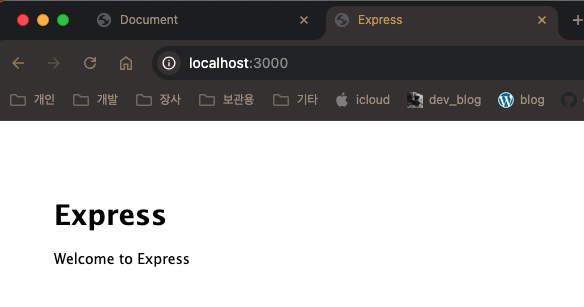 Document
Express
localhost:3000
개인 개발 장사 보관용 기타 icloud dev_blog blog
Express
Welcome to Express